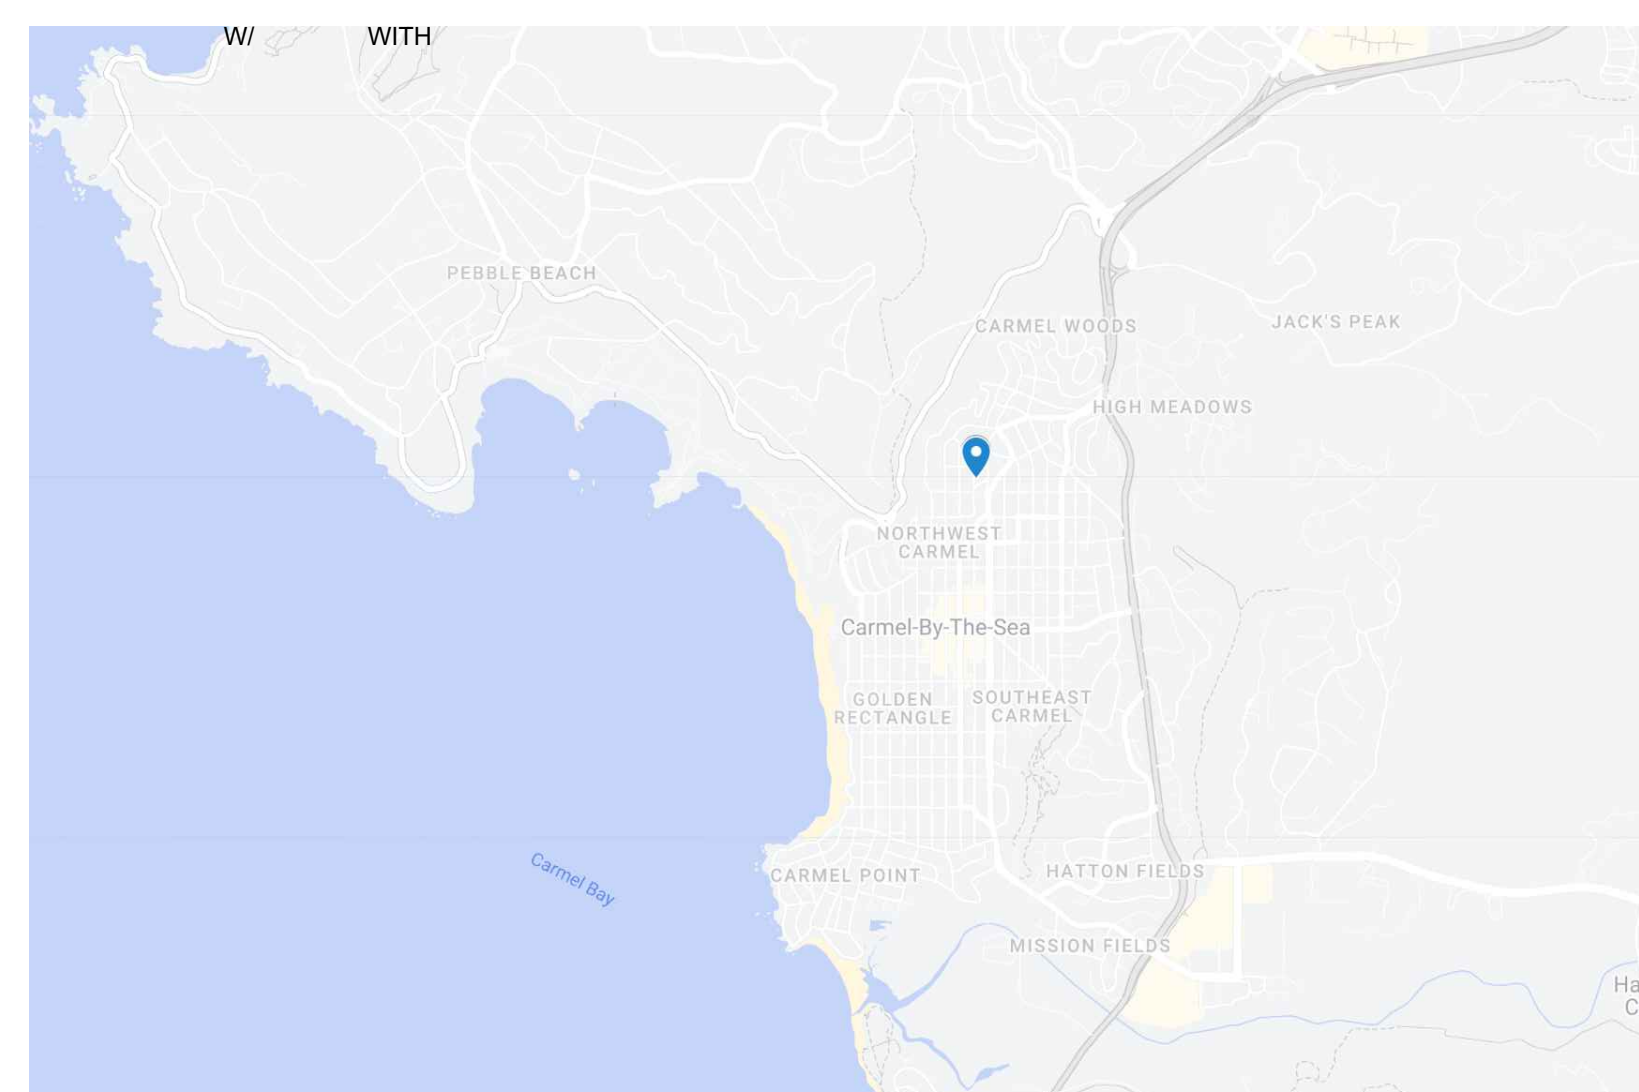 W/ WITH
PEBBLE BEACH
CARMEL WOODS
JACK'S PEAK
HIGH MEADOWS
NORTHWEST
CARMEL
Carmel-By-The-Sea
GOLDEN
RECTANGLE
SOUTHEAST
CARMEL
Carmel Bay
CARMEL POINT
HATTON FIELDS
MISSION FIELDS
Ha
C